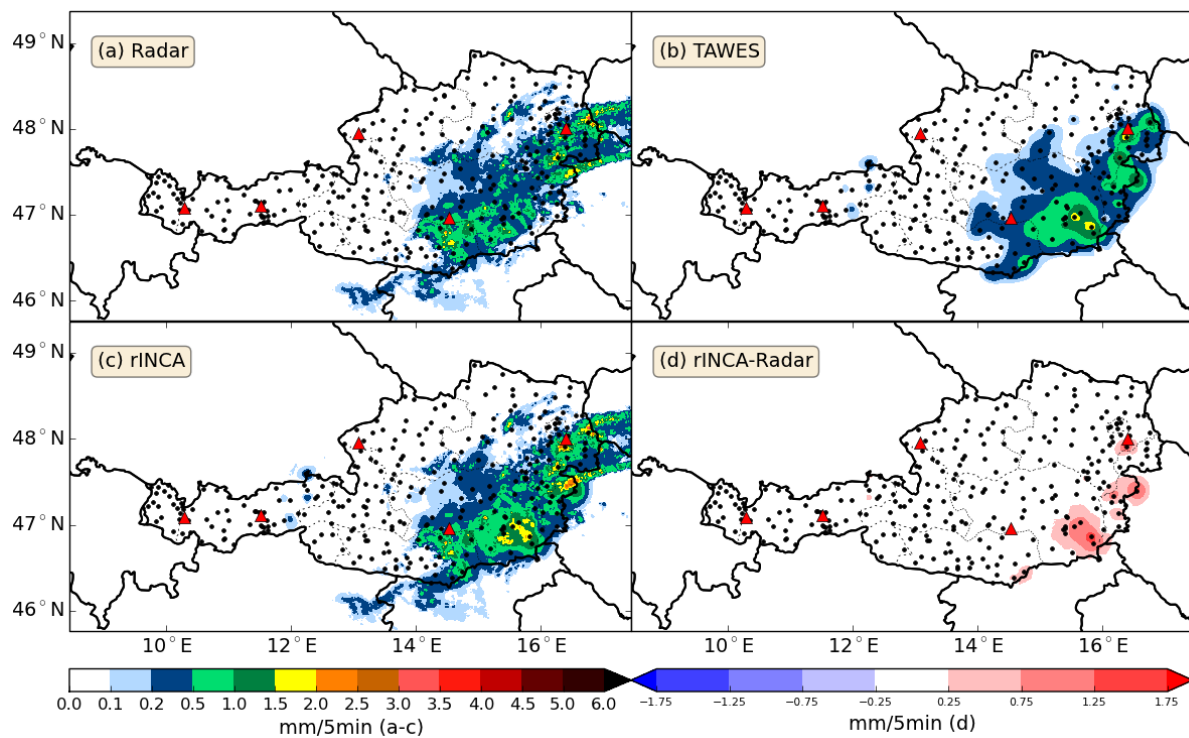 (a) Radar
(b) TAWES
49°N
48°N
47°N
46°N
(c) rINCA
(d) rINCA-Radar
49°N
48°N
47°N
46°N
10°E 12°E 14°E 16°E 10°E 12°E 14°E 16°E
0.0 0.1 0.2 0.5 1.0 1.5 2.0 2.5 3.0 3.5 4.0 4.5 5.0 6.0
−1.75 −1.25 −0.75 −0.25 0.25 0.75 1.25 1.75
mm/5min (a-c)
mm/5min (d)